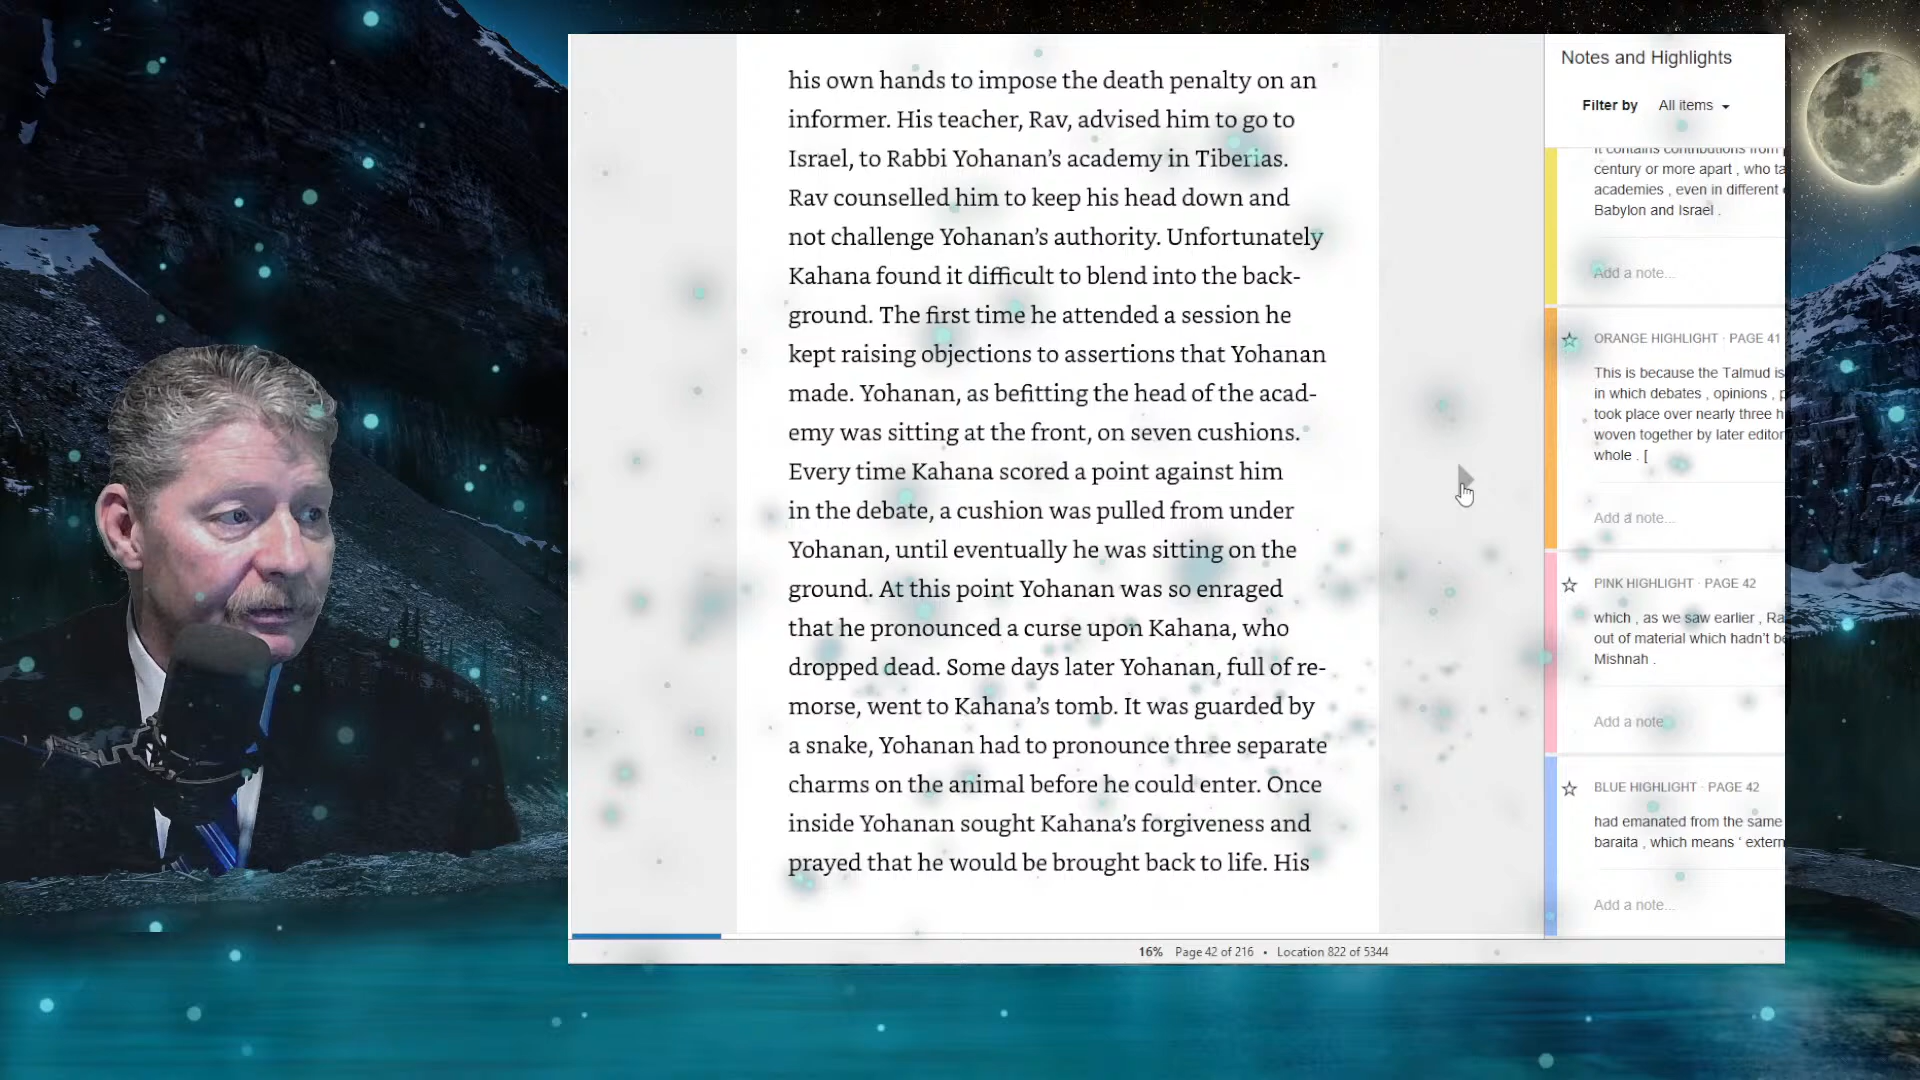 his own hands to impose the death penalty on an
informer. His teacher, Rav, advised him to go to
Israel, to Rabbi Yohanan's academy in Tiberias.
Rav counselled him to keep his head down and
not challenge Yohanan's authority. Unfortunately
Kahana found it difficult to blend into the back-
ground. The first time he attended a session he
kept raising objections to assertions that Yohanan
made. Yohanan, as befitting the head of the acad-
emy was sitting at the front, on seven cushions.
Every time Kahana scored a point against him
in the debate, a cushion was pulled from under
Yohanan, until eventually he was sitting on the
ground. At this point Yohanan was so enraged
that he pronounced a curse upon Kahana, who
dropped dead. Some days later Yohanan, full of re-
morse, went to Kahana's tomb. It was guarded by
a snake, Yohanan had to pronounce three separate
charms on the animal before he could enter. Once
inside Yohanan sought Kahana's forgiveness and
prayed that he would be brought back to life. His
16% Page 42 of 216 • Location 822 of 5344
Notes and Highlights
Filter by All items
It contains contributions from
century or more apart , who ta
academies , even in different
Babylon and Israel .
Add a note...
ORANGE HIGHLIGHT · PAGE 41
This is because the Talmud is
in which debates , opinions , p
took place over nearly three h
woven together by later editor
whole . [
Add a note...
PINK HIGHLIGHT · PAGE 42
which , as we saw earlier , Ra
out of material which hadn't be
Mishnah .
Add a note...
BLUE HIGHLIGHT · PAGE 42
had emanated from the same
baraita , which means ' extern
Add a note...